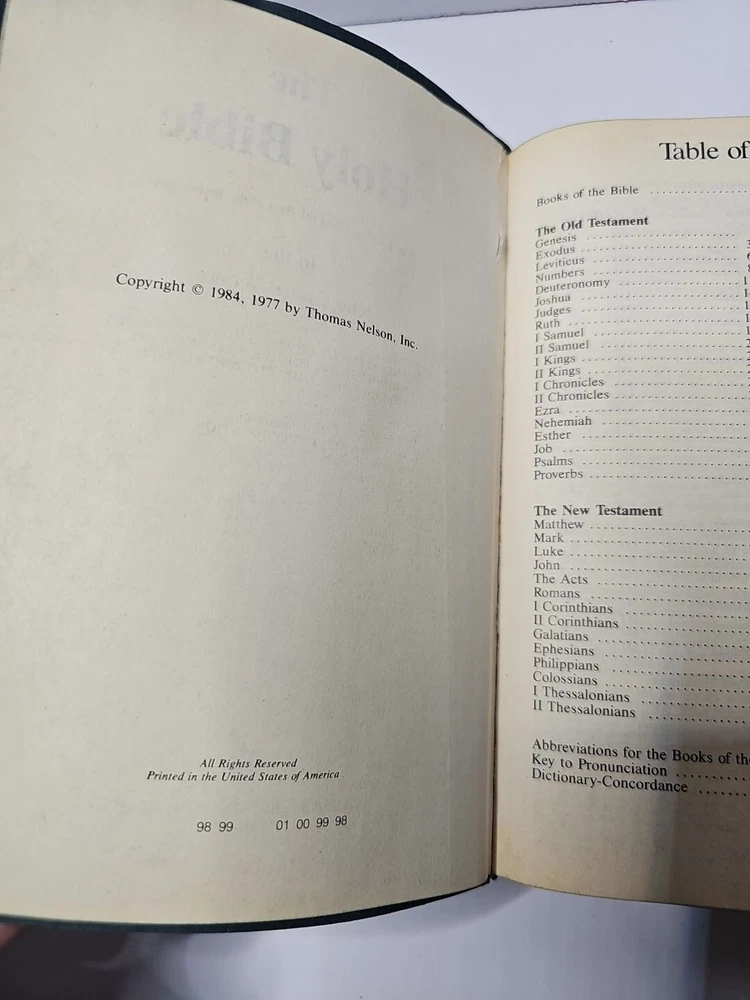 Copyright © 1984, 1977 by Thomas Nelson, Inc.
All Rights Reserved
Printed in the United States of America
98 99 01 00 99 98
Table of
Books of the Bible
The Old Testament
Genesis
Exodus
Leviticus
Numbers
Deuteronomy
Joshua
Judges
Ruth
I Samuel
II Samuel
I Kings
II Kings
I Chronicles
II Chronicles
Ezra
Nehemiah
Esther
Job
Psalms
Proverbs
The New Testament
Matthew
Mark
Luke
John
The Acts
Romans
I Corinthians
II Corinthians
Galatians
Ephesians
Philippians
Colossians
I Thessalonians
II Thessalonians
Abbreviations for the Books of the
Key to Pronunciation
Dictionary-Concordance